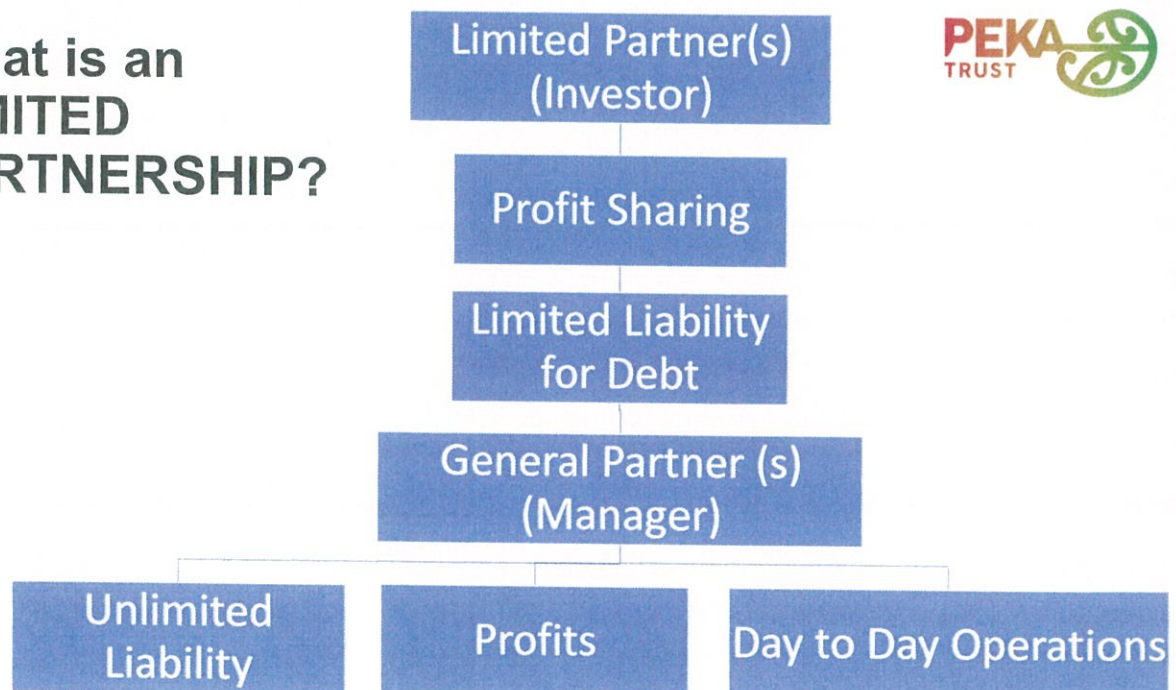 at is an
MITED
RTNERSHIP?
PEKA
TRUST
Limited Partner(s)
(Investor)
Profit Sharing
Limited Liability
for Debt
General Partner (s)
(Manager)
Unlimited
Liability
Profits
Day to Day Operations